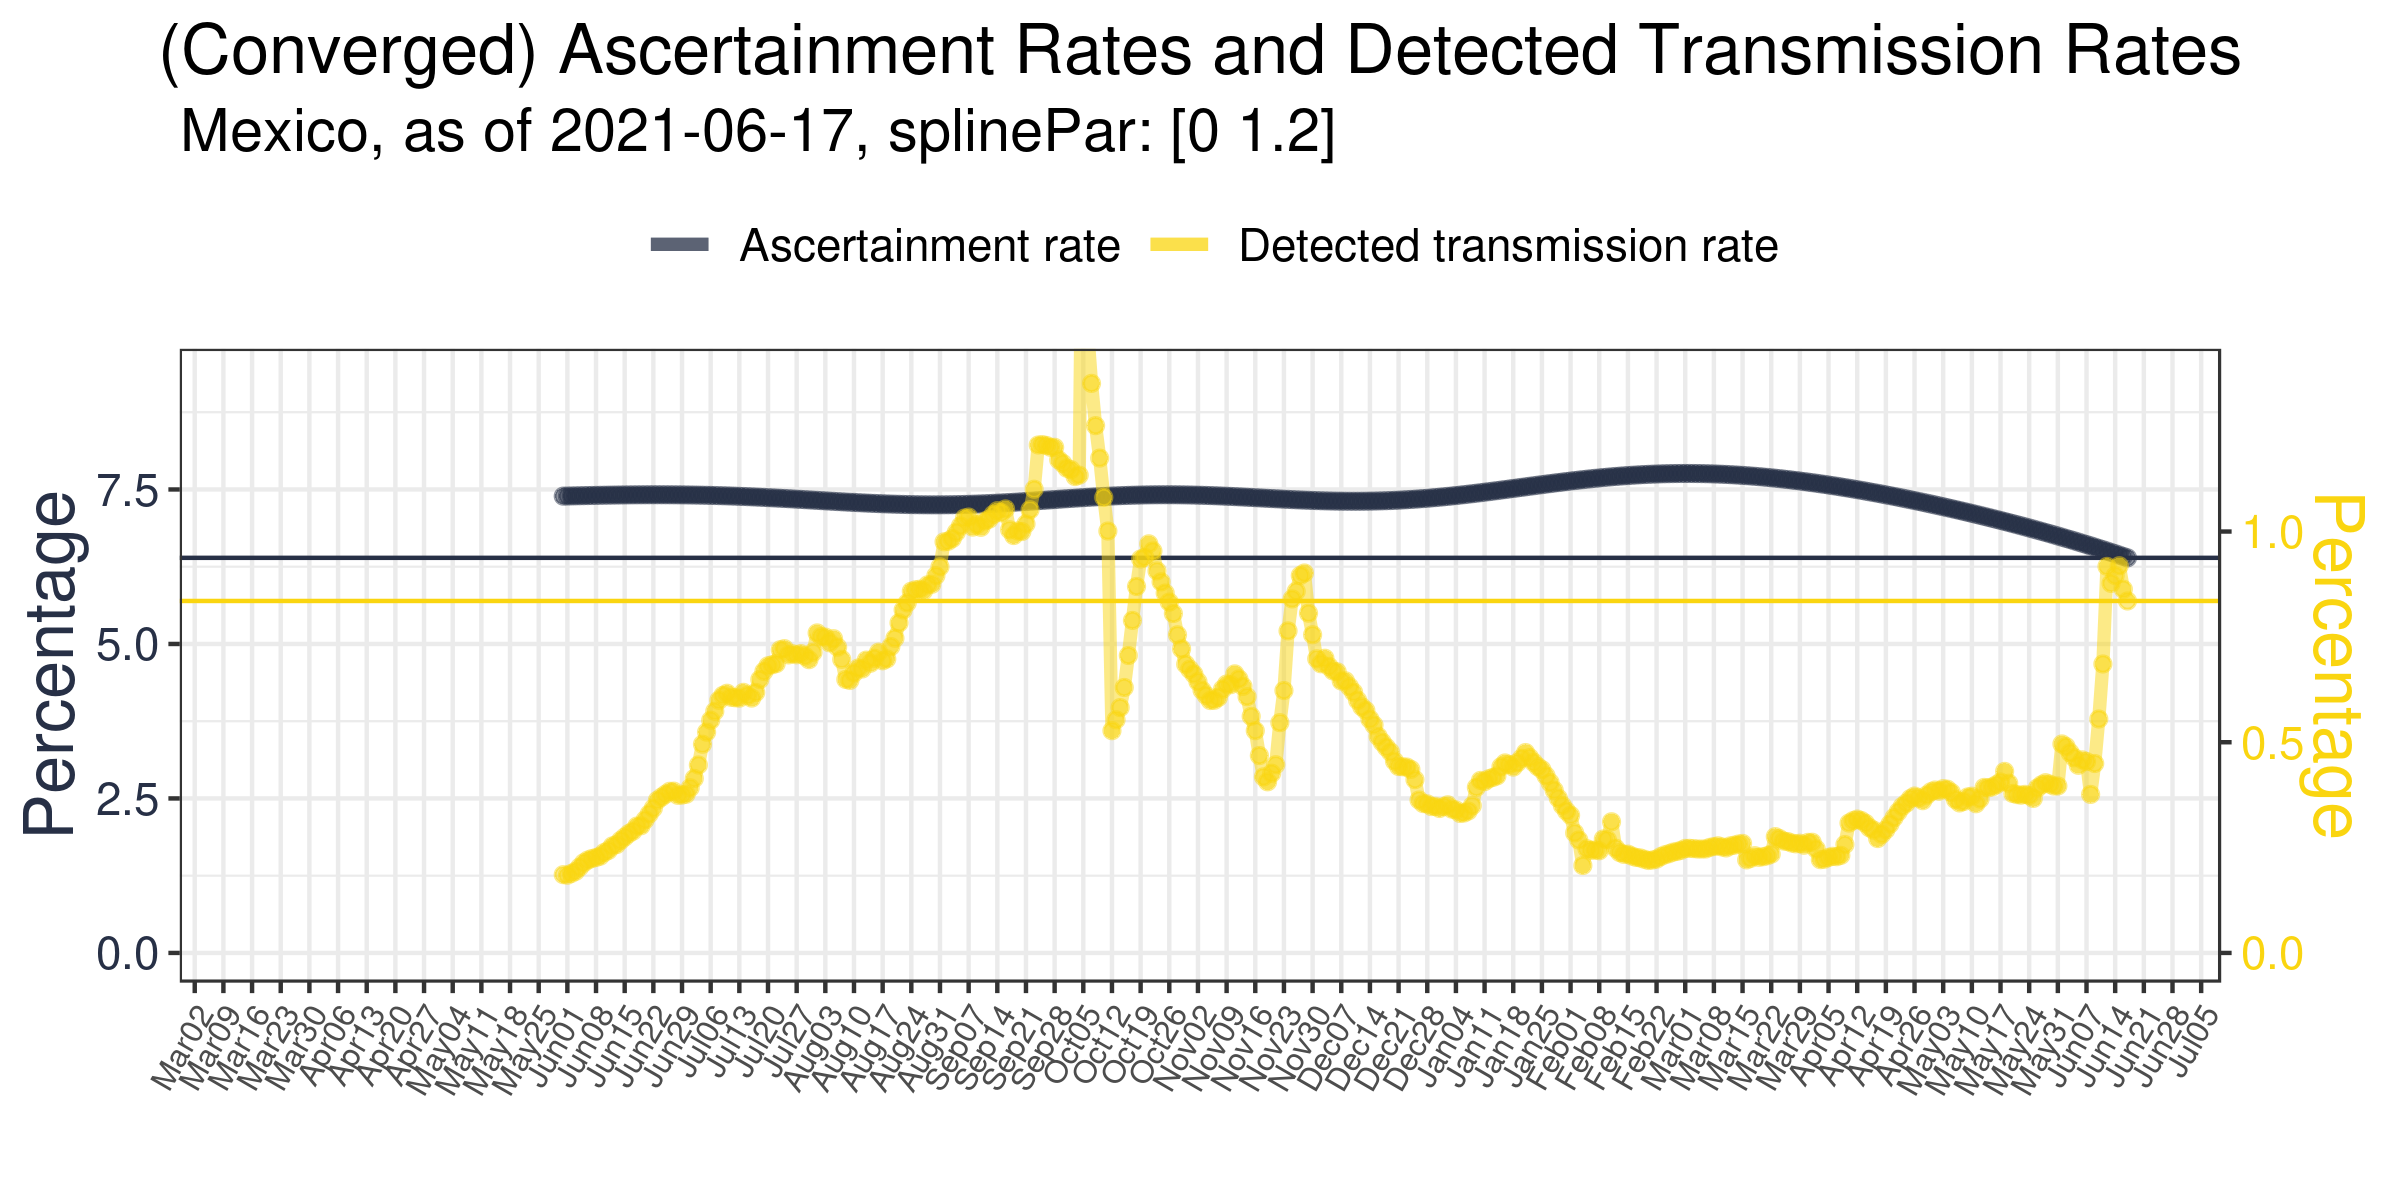 (Converged) Ascertainment Rates and Detected Transmission Rates
Mexico, as of 2021-06-17, splinePar: [0 1.2]
Ascertainment rate Detected transmission rate
Percentage
7.5
5.0
2.5
0.0
1.0
0.5
0.0
Percentage
Mar02 Mar09 Mar16 Mar23 Mar30 Apr06 Apr13 Apr20 Apr27 May04 May11 May18 May25 Jun01 Jun08 Jun15 Jun22 Jun29 Jul06 Jul13 Jul20 Jul27 Aug03 Aug10 Aug17 Aug24 Aug31 Sep07 Sep14 Sep21 Sep28 Oct05 Oct12 Oct19 Oct26 Nov02 Nov09 Nov16 Nov23 Nov30 Dec07 Dec14 Dec21 Dec28 Jan04 Jan11 Jan18 Jan25 Feb01 Feb08 Feb15 Feb22 Mar01 Mar08 Mar15 Mar22 Mar29 Apr05 Apr12 Apr19 Apr26 May03 May10 May17 May24 May31 Jun07 Jun14 Jun21 Jun28 Jul05